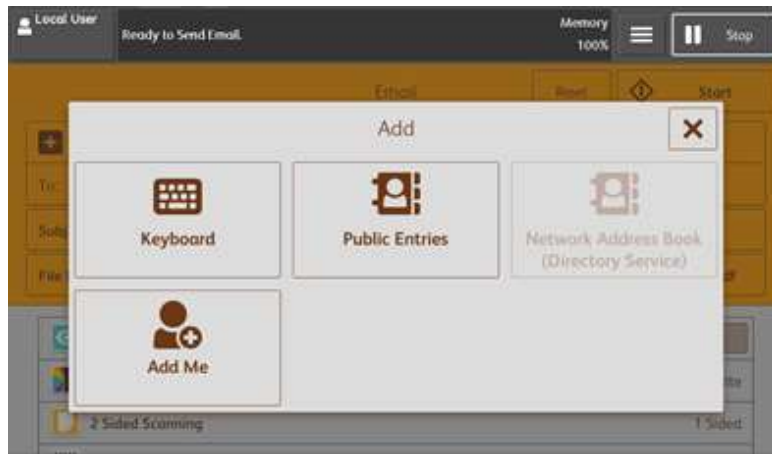 Local User
Ready to Send Email.
Memory
100%
Stop
Email
Reset
Start
Add
To:
Keyboard
Public Entries
Network Address Book
(Directory Service)
File
Add Me
2 Sided Scanning
1 Sided